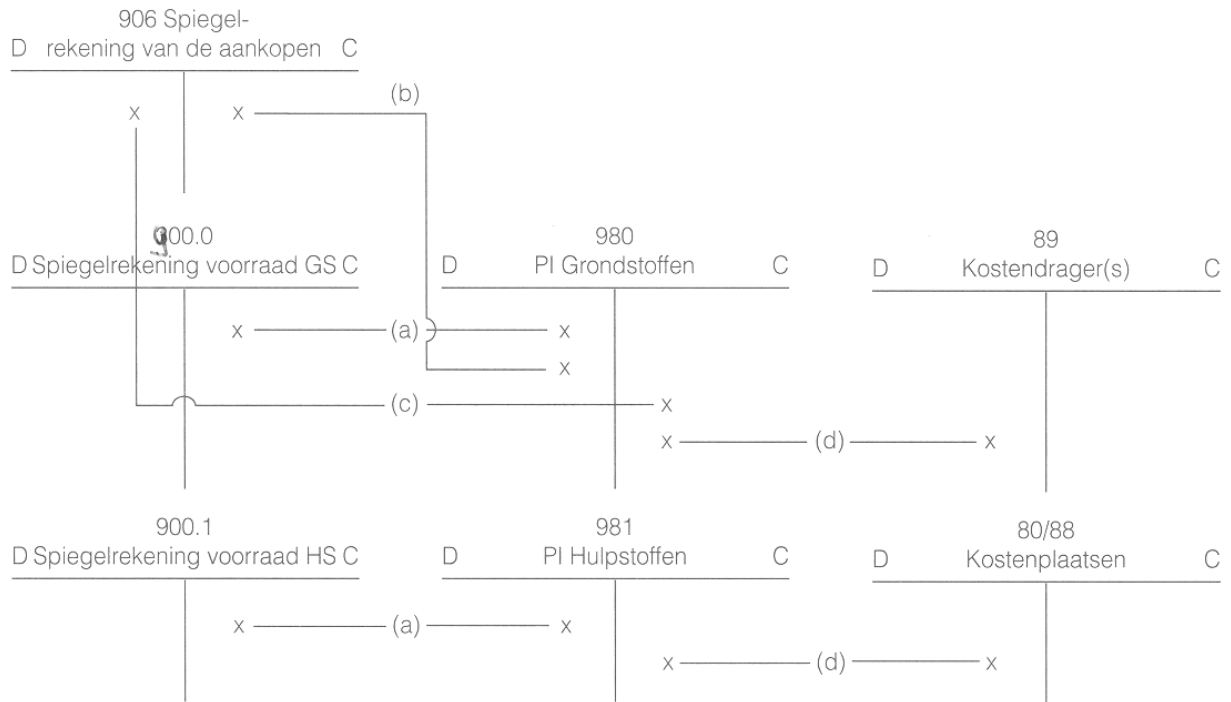 906 Spiegel-
D rekening van de aankopen C
(b)
x x
900.0
D Spiegelrekening voorraad GS C
980
D PI Grondstoffen C
89
D Kostendrager(s) C
x (a) x
x
(c) x
x (d) x
900.1
D Spiegelrekening voorraad HS C
981
D PI Hulpstoffen C
80/88
D Kostenplaatsen C
x (a) x
x (d) x